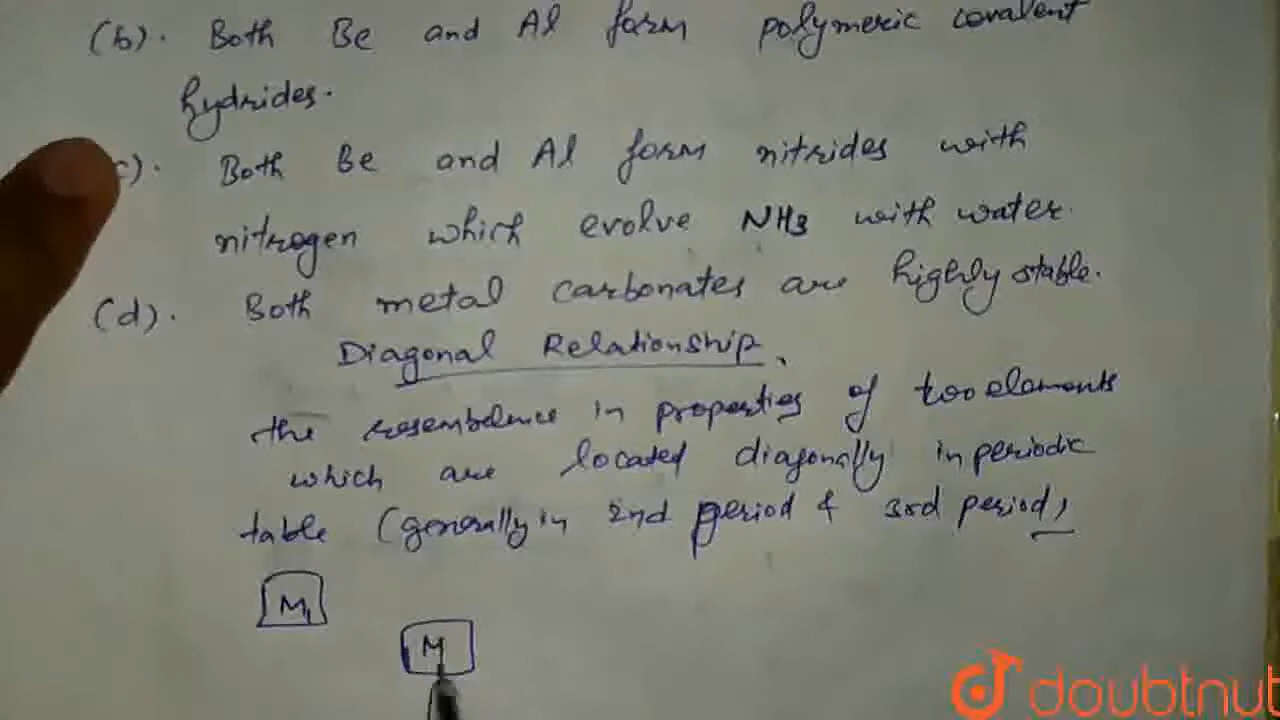 (b). Both Be and Al form polymeric covalent
hydrides.
c). Both Be and Al form nitrides with
nitrogen which evolve NH3 with water.
(d). Both metal carbonates are highly stable.
Diagonal Relationship.
the resembelence in properties of two elements
which are located diagonally in periodic
table (generally in 2nd period & 3rd period)
M1
M
doubtnut